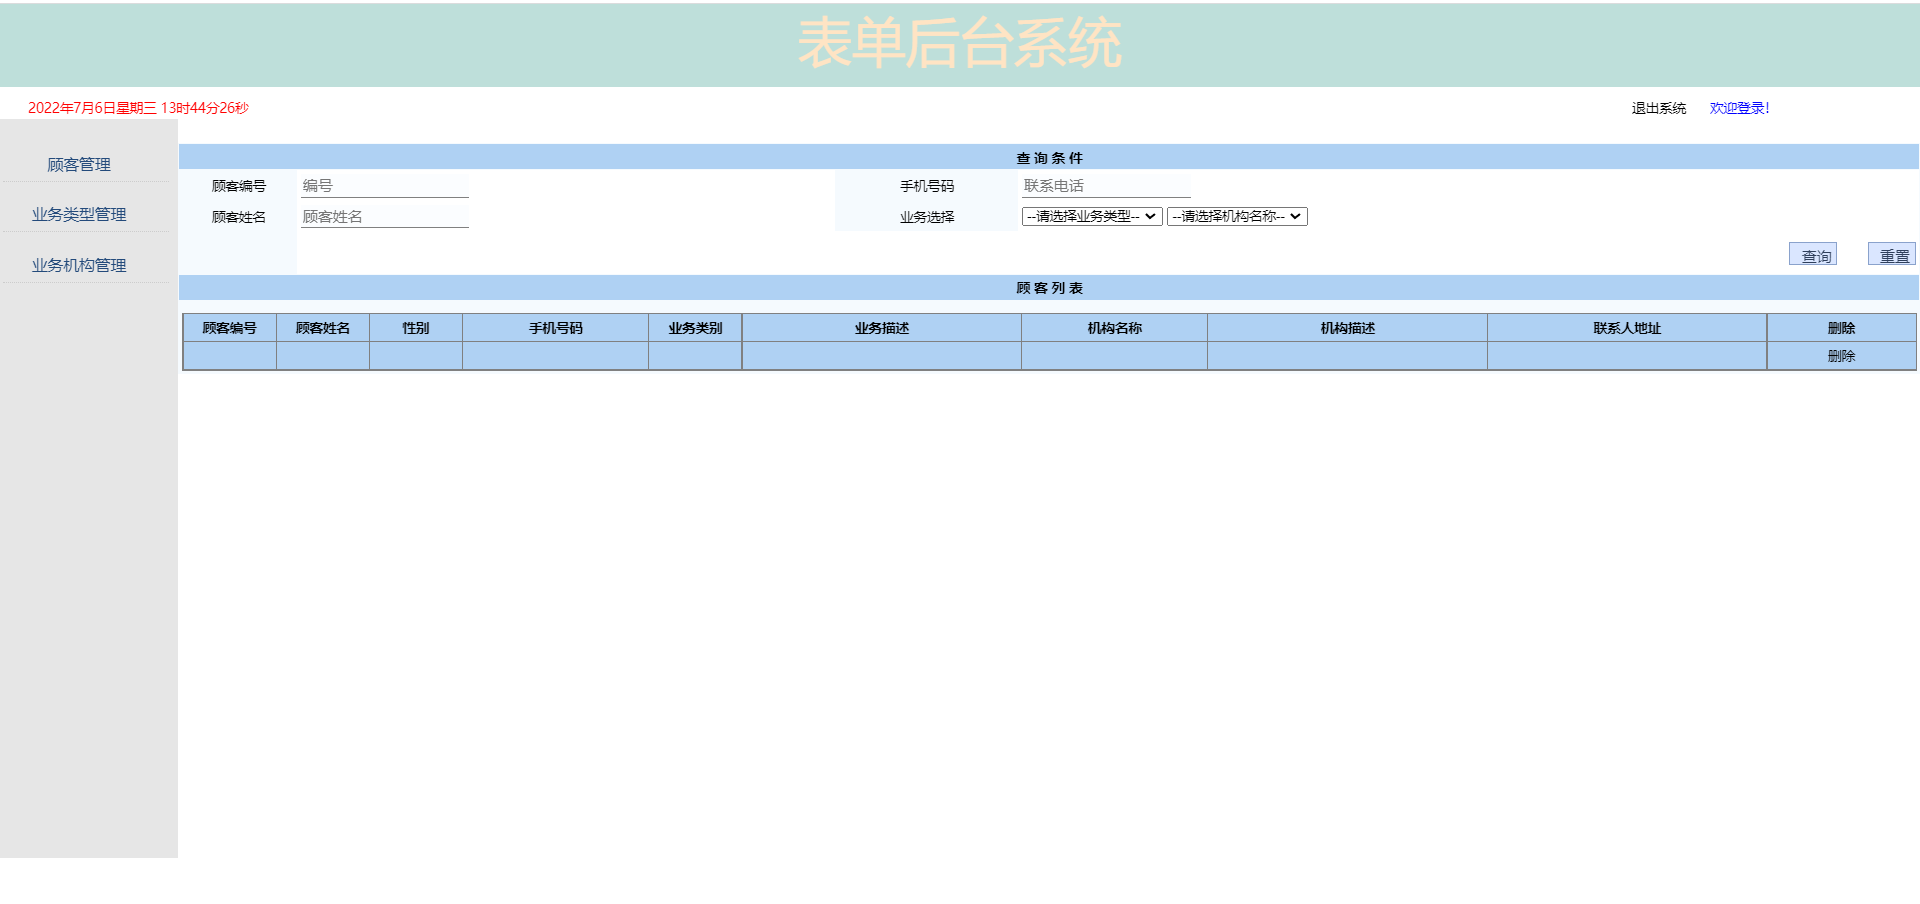 表单后台系统
2022年7月6日星期三 13时44分26秒
退出系统 欢迎登录!
顾客管理
业务类型管理
业务机构管理
查 询 条 件
顾客编号 编号 手机号码 联系电话
顾客姓名 顾客姓名 业务选择 --请选择业务类型-- --请选择机构名称--
查询 重置
顾 客 列 表
顾客编号 顾客姓名 性别 手机号码 业务类别 业务描述 机构名称 机构描述 联系人地址 删除
删除